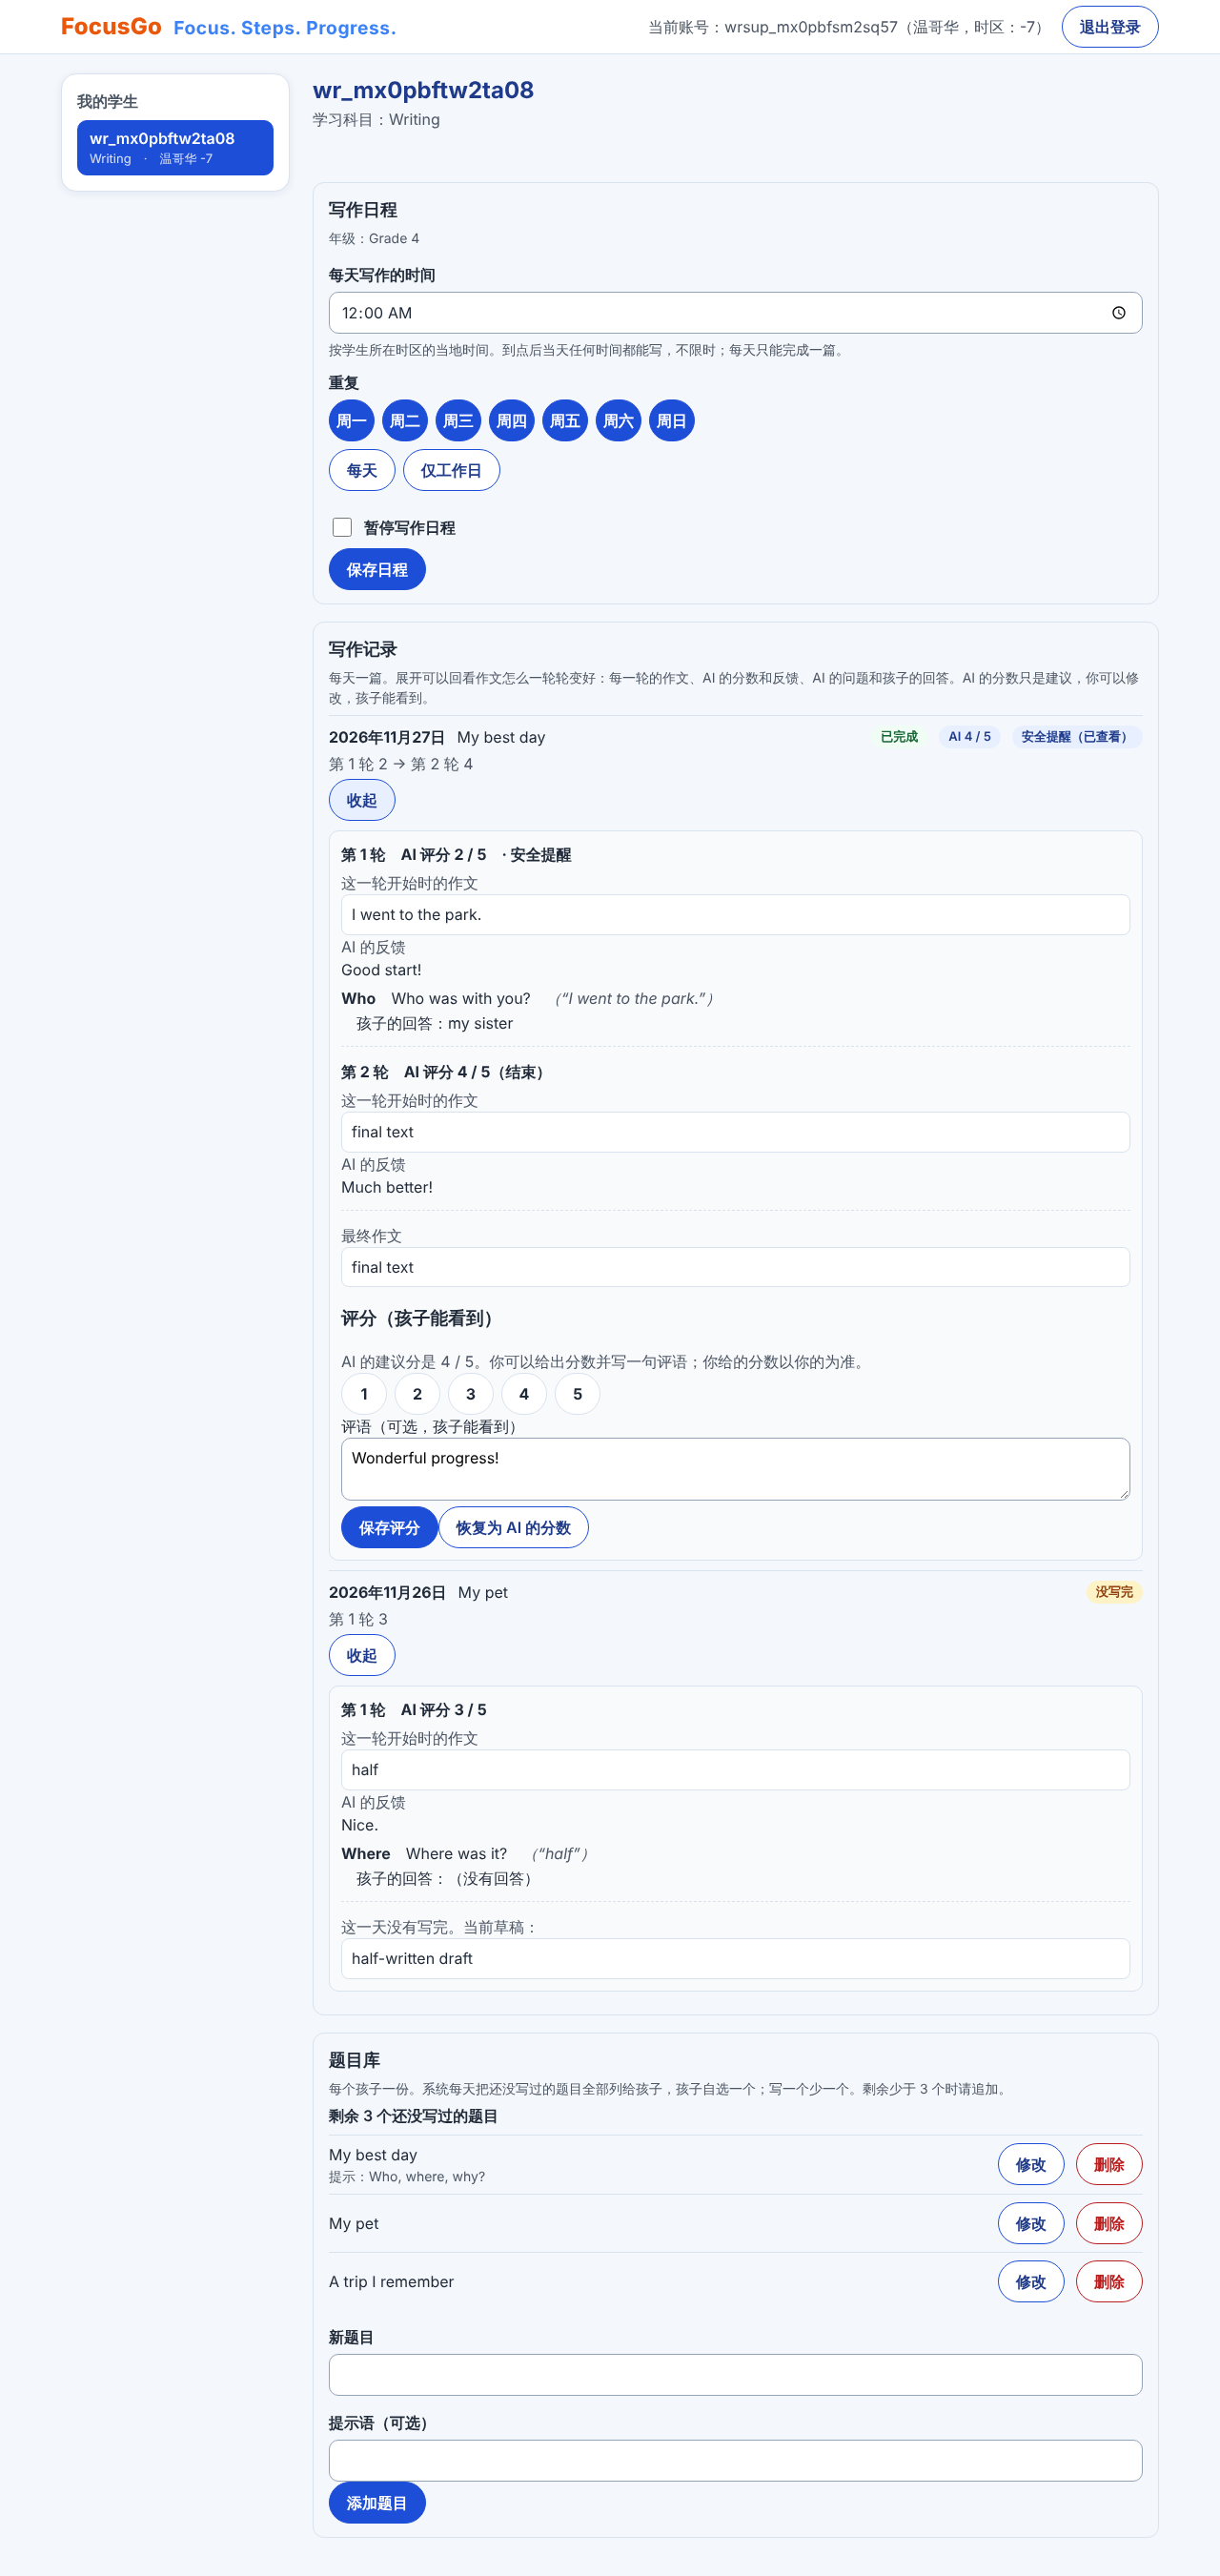 FocusGo Focus. Steps. Progress.
当前账号：wrsup_mx0pbfsm2sq57（温哥华，时区：-7）
退出登录
我的学生
wr_mx0pbftw2ta08
Writing · 温哥华 -7
wr_mx0pbftw2ta08
学习科目：Writing
写作日程
年级：Grade 4
每天写作的时间
12:00 AM
按学生所在时区的当地时间。到点后当天任何时间都能写，不限时；每天只能完成一篇。
重复
周一 周二 周三 周四 周五 周六 周日
每天 仅工作日
暂停写作日程
保存日程
写作记录
每天一篇。展开可以回看作文怎么一轮轮变好：每一轮的作文、AI 的分数和反馈、AI 的问题和孩子的回答。AI 的分数只是建议，你可以修
改，孩子能看到。
2026年11月27日 My best day 已完成 AI 4 / 5 安全提醒（已查看）
第 1 轮 2 → 第 2 轮 4
收起
第 1 轮 AI 评分 2 / 5 · 安全提醒
这一轮开始时的作文
I went to the park.
AI 的反馈
Good start!
Who Who was with you? （“I went to the park.”）
孩子的回答：my sister
第 2 轮 AI 评分 4 / 5（结束）
这一轮开始时的作文
final text
AI 的反馈
Much better!
最终作文
final text
评分（孩子能看到）
AI 的建议分是 4 / 5。你可以给出分数并写一句评语；你给的分数以你的为准。
1 2 3 4 5
评语（可选，孩子能看到）
Wonderful progress!
保存评分 恢复为 AI 的分数
2026年11月26日 My pet 没写完
第 1 轮 3
收起
第 1 轮 AI 评分 3 / 5
这一轮开始时的作文
half
AI 的反馈
Nice.
Where Where was it? （“half”）
孩子的回答：（没有回答）
这一天没有写完。当前草稿：
half-written draft
题目库
每个孩子一份。系统每天把还没写过的题目全部列给孩子，孩子自选一个；写一个少一个。剩余少于 3 个时请追加。
剩余 3 个还没写过的题目
My best day
提示：Who, where, why?
修改 删除
My pet 修改 删除
A trip I remember 修改 删除
新题目
提示语（可选）
添加题目